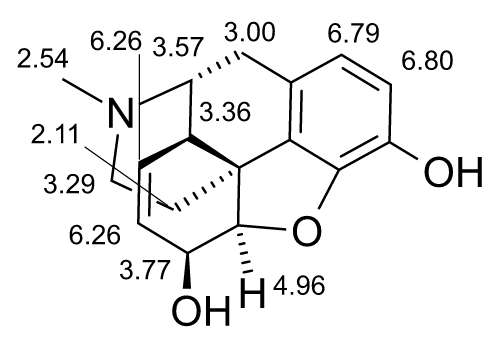 6.26 3.57 3.00 6.79
2.54 6.80
N 3.36
2.11
3.29 OH
6.26 O
3.77 H 4.96
OH